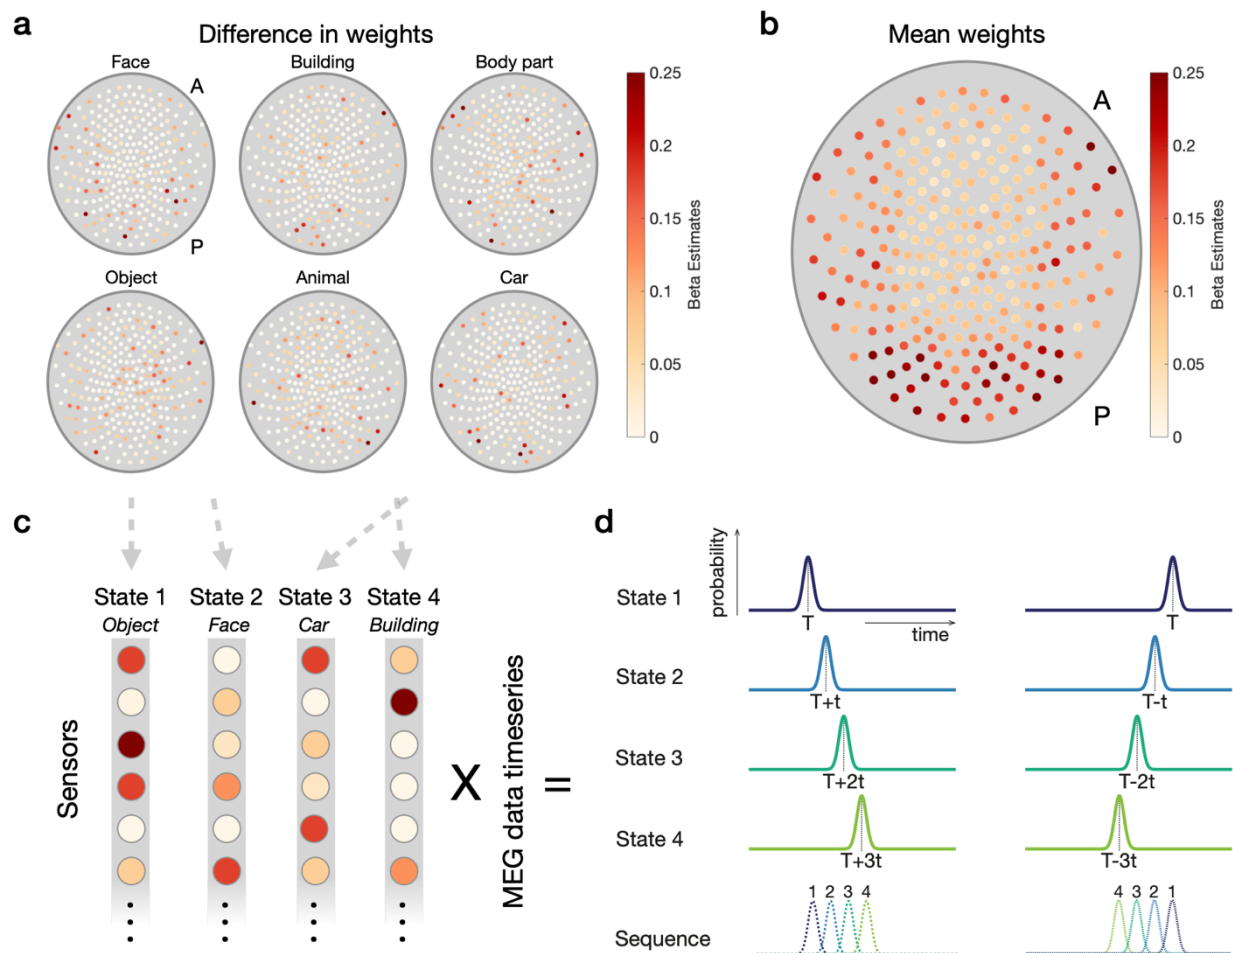 a
Difference in weights
Face
Building
Body part
A
P
Object
Animal
Car
0.25
0.2
0.15
0.1
0.05
0
Beta Estimates
b
Mean weights
A
P
0.25
0.2
0.15
0.1
0.05
0
Beta Estimates
c
State 1
State 2
State 3
State 4
Object
Face
Car
Building
Sensors
X
MEG data timeseries
=
d
probability
time
State 1
T
T
State 2
T+t
T-t
State 3
T+2t
T-2t
State 4
T+3t
T-3t
1 2 3 4
4 3 2 1
Sequence